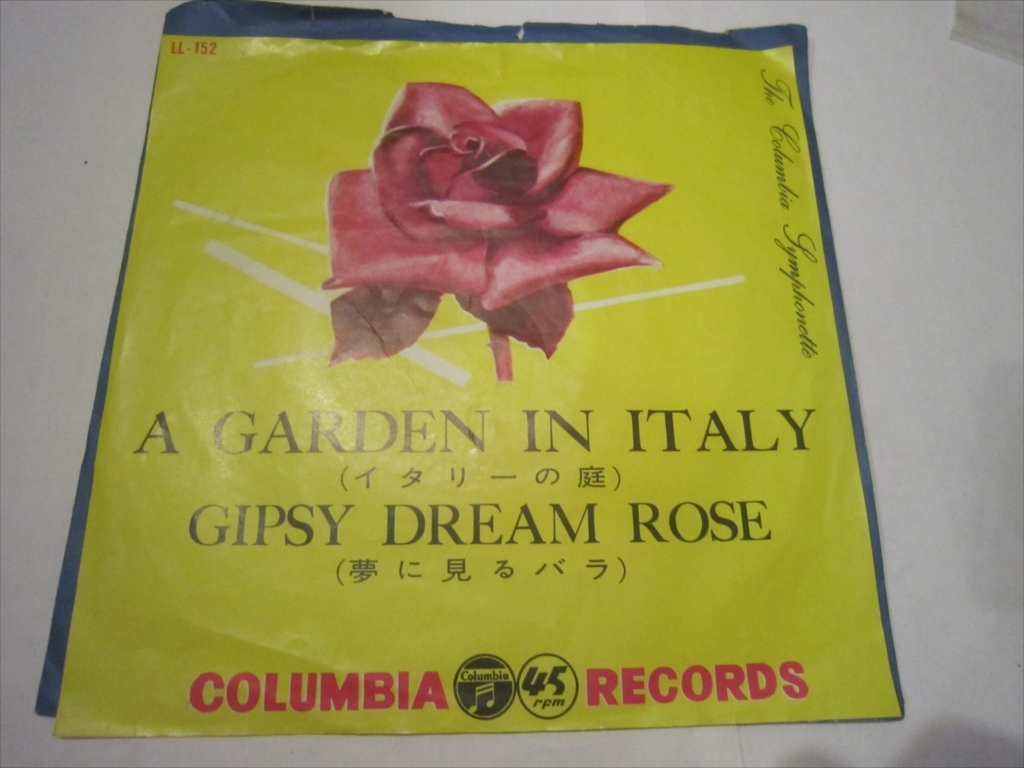 LL-152
The Columbia Symphonette
A GARDEN IN ITALY
(イタリーの庭)
GIPSY DREAM ROSE
(夢に見るバラ)
COLUMBIA Columbia 45 rpm RECORDS